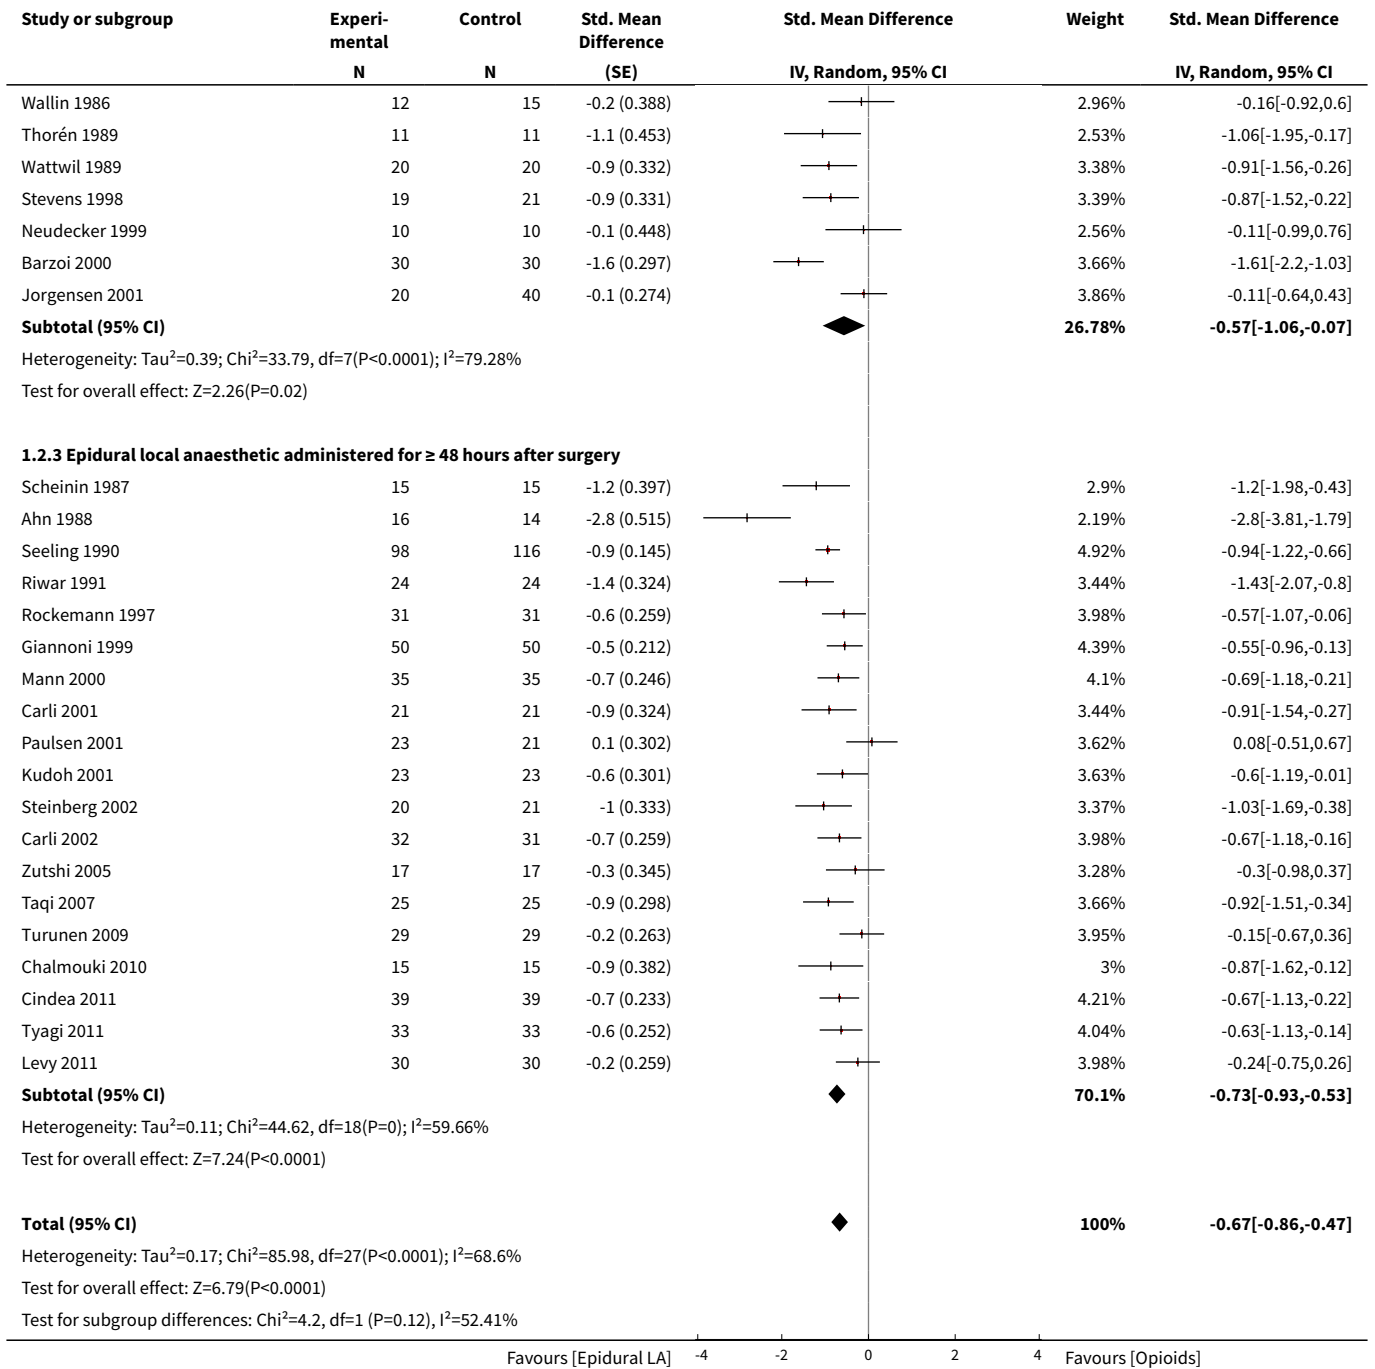 Study or subgroup Experi- Control Std. Mean Std. Mean Difference Weight Std. Mean Difference
mental Difference
N N (SE) IV, Random, 95% CI IV, Random, 95% CI
Wallin 1986 12 15 -0.2 (0.388) 2.96% -0.16[-0.92,0.6]
Thorén 1989 11 11 -1.1 (0.453) 2.53% -1.06[-1.95,-0.17]
Wattwil 1989 20 20 -0.9 (0.332) 3.38% -0.91[-1.56,-0.26]
Stevens 1998 19 21 -0.9 (0.331) 3.39% -0.87[-1.52,-0.22]
Neudecker 1999 10 10 -0.1 (0.448) 2.56% -0.11[-0.99,0.76]
Barzoi 2000 30 30 -1.6 (0.297) 3.66% -1.61[-2.2,-1.03]
Jorgensen 2001 20 40 -0.1 (0.274) 3.86% -0.11[-0.64,0.43]
Subtotal (95% CI) 26.78% -0.57[-1.06,-0.07]
Heterogeneity: Tau²=0.39; Chi²=33.79, df=7(P<0.0001); I²=79.28%
Test for overall effect: Z=2.26(P=0.02)
1.2.3 Epidural local anaesthetic administered for ≥ 48 hours after surgery
Scheinin 1987 15 15 -1.2 (0.397) 2.9% -1.2[-1.98,-0.43]
Ahn 1988 16 14 -2.8 (0.515) 2.19% -2.8[-3.81,-1.79]
Seeling 1990 98 116 -0.9 (0.145) 4.92% -0.94[-1.22,-0.66]
Riwar 1991 24 24 -1.4 (0.324) 3.44% -1.43[-2.07,-0.8]
Rockemann 1997 31 31 -0.6 (0.259) 3.98% -0.57[-1.07,-0.06]
Giannoni 1999 50 50 -0.5 (0.212) 4.39% -0.55[-0.96,-0.13]
Mann 2000 35 35 -0.7 (0.246) 4.1% -0.69[-1.18,-0.21]
Carli 2001 21 21 -0.9 (0.324) 3.44% -0.91[-1.54,-0.27]
Paulsen 2001 23 21 0.1 (0.302) 3.62% 0.08[-0.51,0.67]
Kudoh 2001 23 23 -0.6 (0.301) 3.63% -0.6[-1.19,-0.01]
Steinberg 2002 20 21 -1 (0.333) 3.37% -1.03[-1.69,-0.38]
Carli 2002 32 31 -0.7 (0.259) 3.98% -0.67[-1.18,-0.16]
Zutshi 2005 17 17 -0.3 (0.345) 3.28% -0.3[-0.98,0.37]
Taqi 2007 25 25 -0.9 (0.298) 3.66% -0.92[-1.51,-0.34]
Turunen 2009 29 29 -0.2 (0.263) 3.95% -0.15[-0.67,0.36]
Chalmouki 2010 15 15 -0.9 (0.382) 3% -0.87[-1.62,-0.12]
Cindea 2011 39 39 -0.7 (0.233) 4.21% -0.67[-1.13,-0.22]
Tyagi 2011 33 33 -0.6 (0.252) 4.04% -0.63[-1.13,-0.14]
Levy 2011 30 30 -0.2 (0.259) 3.98% -0.24[-0.75,0.26]
Subtotal (95% CI) 70.1% -0.73[-0.93,-0.53]
Heterogeneity: Tau²=0.11; Chi²=44.62, df=18(P=0); I²=59.66%
Test for overall effect: Z=7.24(P<0.0001)
Total (95% CI) 100% -0.67[-0.86,-0.47]
Heterogeneity: Tau²=0.17; Chi²=85.98, df=27(P<0.0001); I²=68.6%
Test for overall effect: Z=6.79(P<0.0001)
Test for subgroup differences: Chi²=4.2, df=1 (P=0.12), I²=52.41%
Favours [Epidural LA] -4 -2 0 2 4 Favours [Opioids]